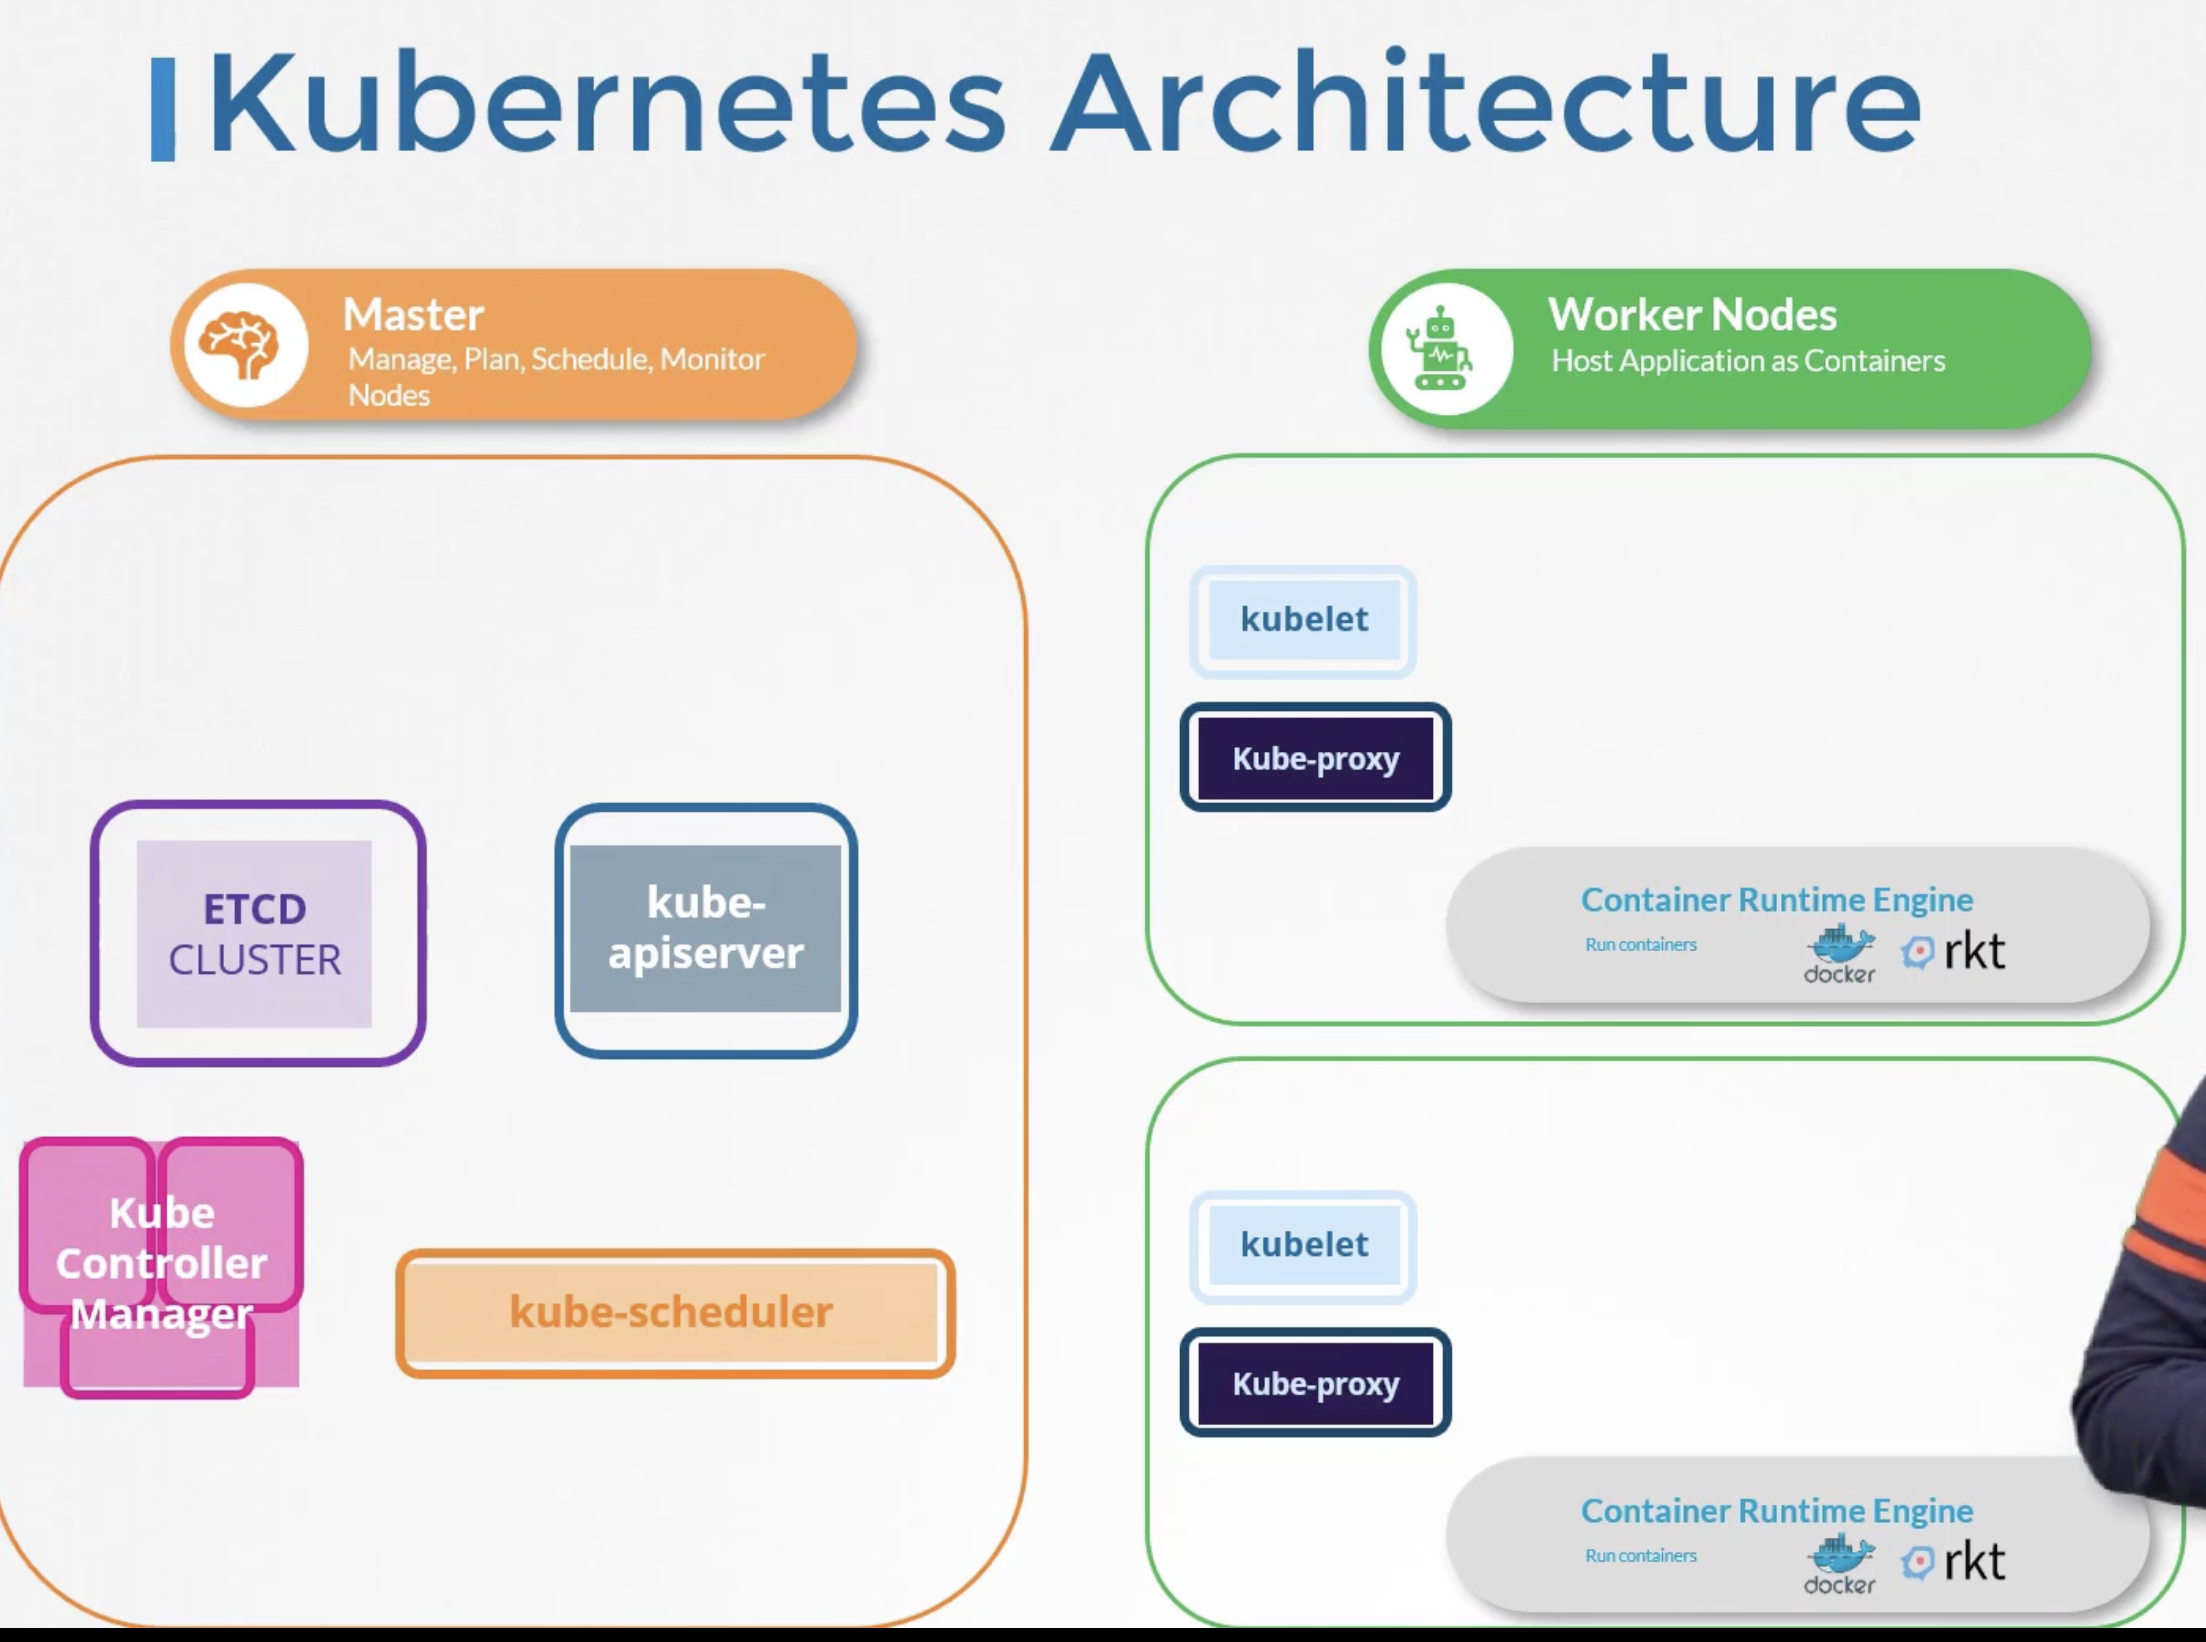 Kubernetes Architecture
Master
Manage, Plan, Schedule, Monitor
Nodes
ETCD
CLUSTER
kube-
apiserver
Kube
Controller
Manager
kube-scheduler
Worker Nodes
Host Application as Containers
kubelet
Kube-proxy
Container Runtime Engine
Run containers
docker
rkt
kubelet
Kube-proxy
Container Runtime Engine
Run containers
docker
rkt